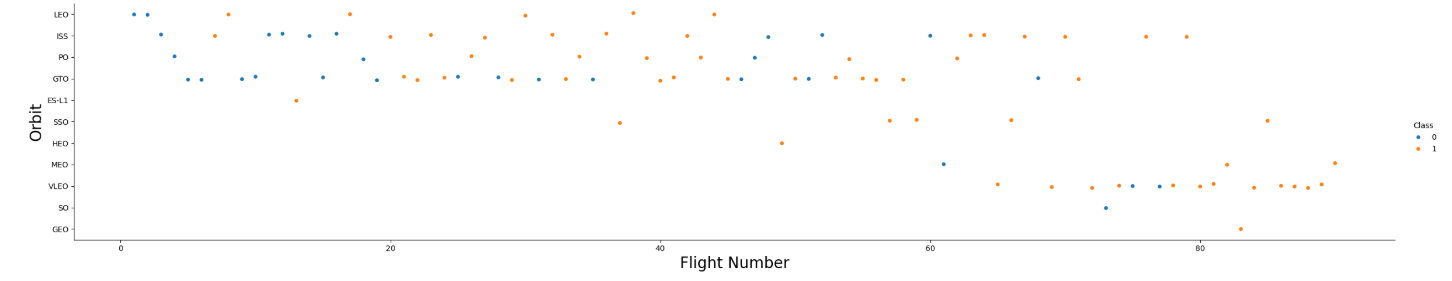 LEO
ISS
PO
GTO
ES-L1
SSO
HEO
MEO
VLEO
SO
GEO
Orbit
0 20 40 60 80
Flight Number
Class
0
1